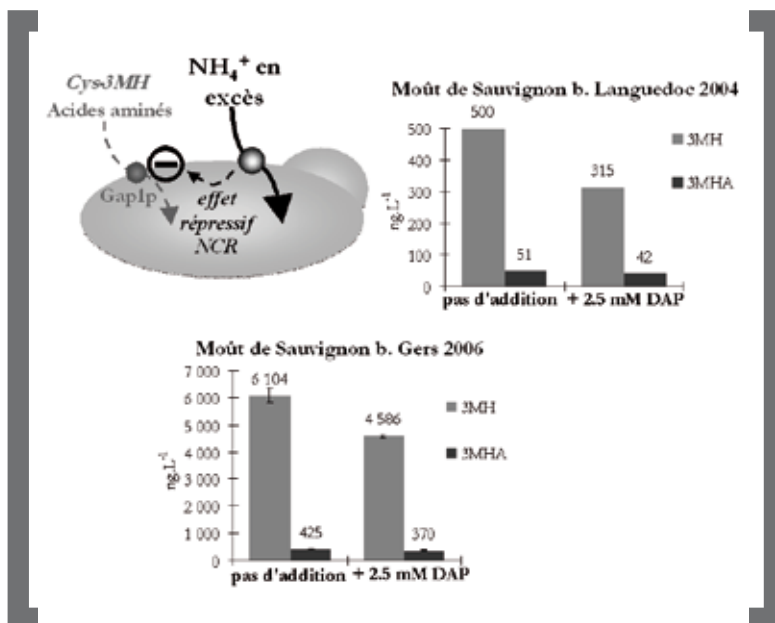 Cys-3MH
Acides aminés
NH₄⁺ en
excès
Gap1p
effet
répressif
NCR
Moût de Sauvignon b. Languedoc 2004
ng.L⁻¹
500
400
300
200
100
0
500
51
315
42
pas d'addition
+ 2.5 mM DAP
3MH
3MHA
Moût de Sauvignon b. Gers 2006
ng.L⁻¹
7 000
6 000
5 000
4 000
3 000
2 000
1 000
0
6 104
425
4 586
370
pas d'addition
+ 2.5 mM DAP
3MH
3MHA